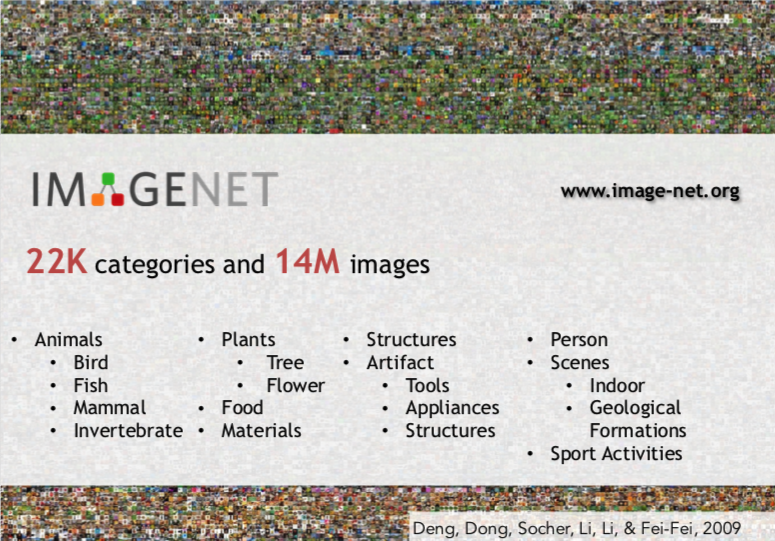 IMAGENET
www.image-net.org
22K categories and 14M images
• Animals
• Bird
• Fish
• Mammal
• Invertebrate
• Plants
• Tree
• Flower
• Food
• Materials
• Structures
• Artifact
• Tools
• Appliances
• Structures
• Person
• Scenes
• Indoor
• Geological
Formations
• Sport Activities
Deng, Dong, Socher, Li, Li, & Fei-Fei, 2009